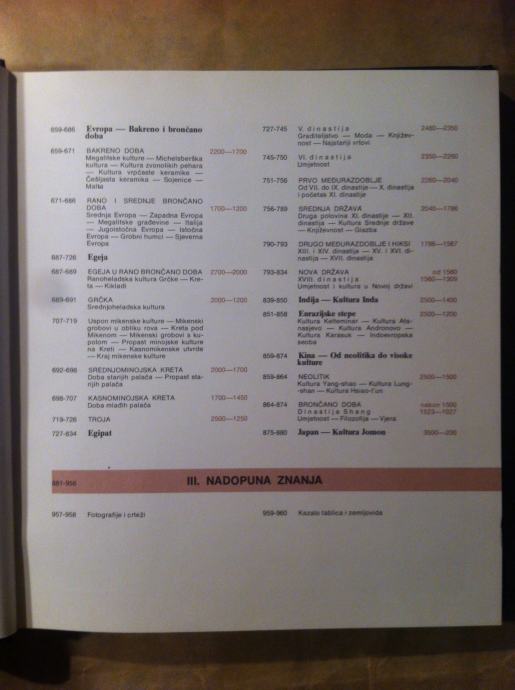 659-686 Evropa — Bakreno i brončano
doba
659-671 BAKRENO DOBA 2200—1700
Megalitske kulture — Michelsberška
kultura — Kultura zvonolikih pehara
— Kultura vrpčaste keramike —
Češljasta keramika — Sojenice —
Malta
671-686 RANO I SREDNJE BRONČANO
DOBA 1700—1200
Srednja Evropa — Zapadna Evropa
— Megalitske građevine — Italija
— Jugoistočna Evropa — Istočna
Evropa — Grobni humci — Sjeverna
Evropa
687-726 Egeja
687-689 EGEJA U RANO BRONČANO DOBA 2700—2000
Ranoheladska kultura Grčke — Kre-
ta — Kikladi
689-691 GRČKA 2000—1200
Srednjoheladska kultura
707-719 Uspon mikenske kulture — Mikenski
grobovi u obliku rova — Kreta pod
Mikenom — Mikenski grobovi s ku-
polom — Propast minojske kulture
na Kreti — Kasnomikenske utvrde
— Kraj mikenske kulture
692-698 SREDNJOMINOJSKA KRETA 2000—1700
Doba starijih palača — Propast sta-
rijih palača
698-707 KASNOMINOJSKA KRETA 1700—1450
Doba mlađih palača
719-726 TROJA 2500—1250
727-834 Egipat
727-745 V. dinastija 2480—2350
Graditeljstvo — Moda — Književ-
nost — Najstariji vrtovi
745-750 VI. dinastija 2350—2260
Umjetnost
751-756 PRVO MEĐURAZDOBLJE 2260—2040
Od VII. do IX. dinastije — X. dinastija
i početak XI. dinastije
756-789 SREDNJA DRŽAVA 2040—1786
Druga polovina XI. dinastije — XII.
dinastija — Kultura Srednje države
— Književnost — Glazba
790-793 DRUGO MEĐURAZDOBLJE I HIKSI 1786—1567
XIII. i XIV. dinastija — XV. i XVI. di-
nastija — XVII. dinastija
793-834 NOVA DRŽAVA od 1560
XVIII. dinastija 1560—1309
Umjetnost i kultura u Novoj državi
839-850 Indija — Kultura Inda 2500—1400
851-858 Eurazijske stepe 2500—1200
Kultura Kelteminar — Kultura Afa-
nasjevo — Kultura Andronovo —
Kultura Karasuk — Indoevropska
seoba
859-874 Kina — Od neolitika do visoke
kulture
859-864 NEOLITIK 2500—1500
Kultura Yang-shao — Kultura Lung-
-shan — Kultura Hsiao-t'un
864-874 BRONČANO DOBA nakon 1500
Dinastija Shang 1523—1027
Umjetnost — Filozofija — Vjera
875-880 Japan — Kultura Jomon 3500—200
881-956 III. NADOPUNA ZNANJA
957-958 Fotografije i crteži
959-960 Kazalo tablica i zemljovida